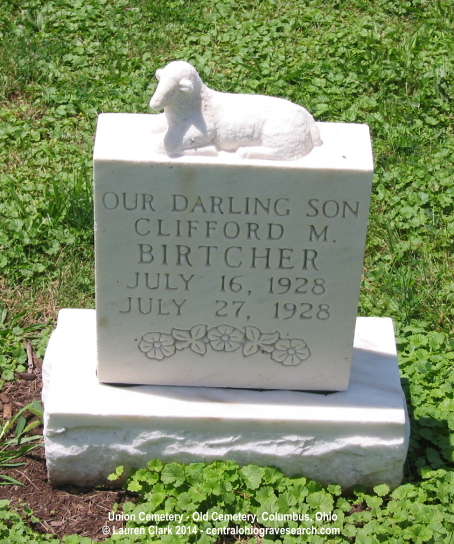 OUR DARLING SON
CLIFFORD M.
BIRTCHER
JULY 16, 1928
JULY 27, 1928
Union Cemetery - Old Cemetery, Columbus, Ohio
© Lauren Clark 2014 - centralohiogravesearch.com